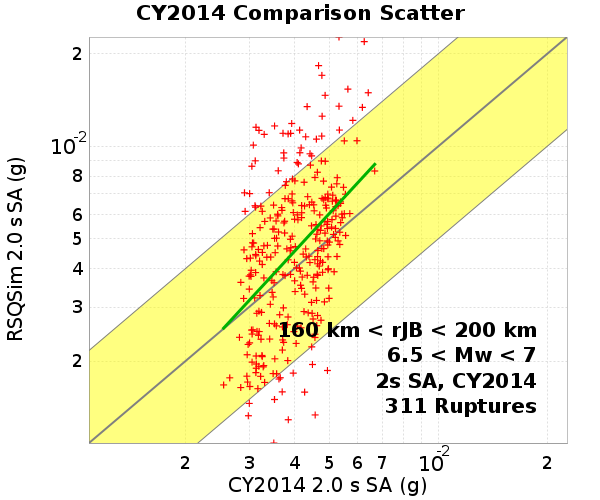 CY2014 Comparison Scatter
RSQSim 2.0 s SA (g)
2
10-2
8
6
5
4
3
2
160 km < rJB < 200 km
6.5 < Mw < 7
2s SA, CY2014
311 Ruptures
2 3 4 5 6 7 10-2 2
CY2014 2.0 s SA (g)